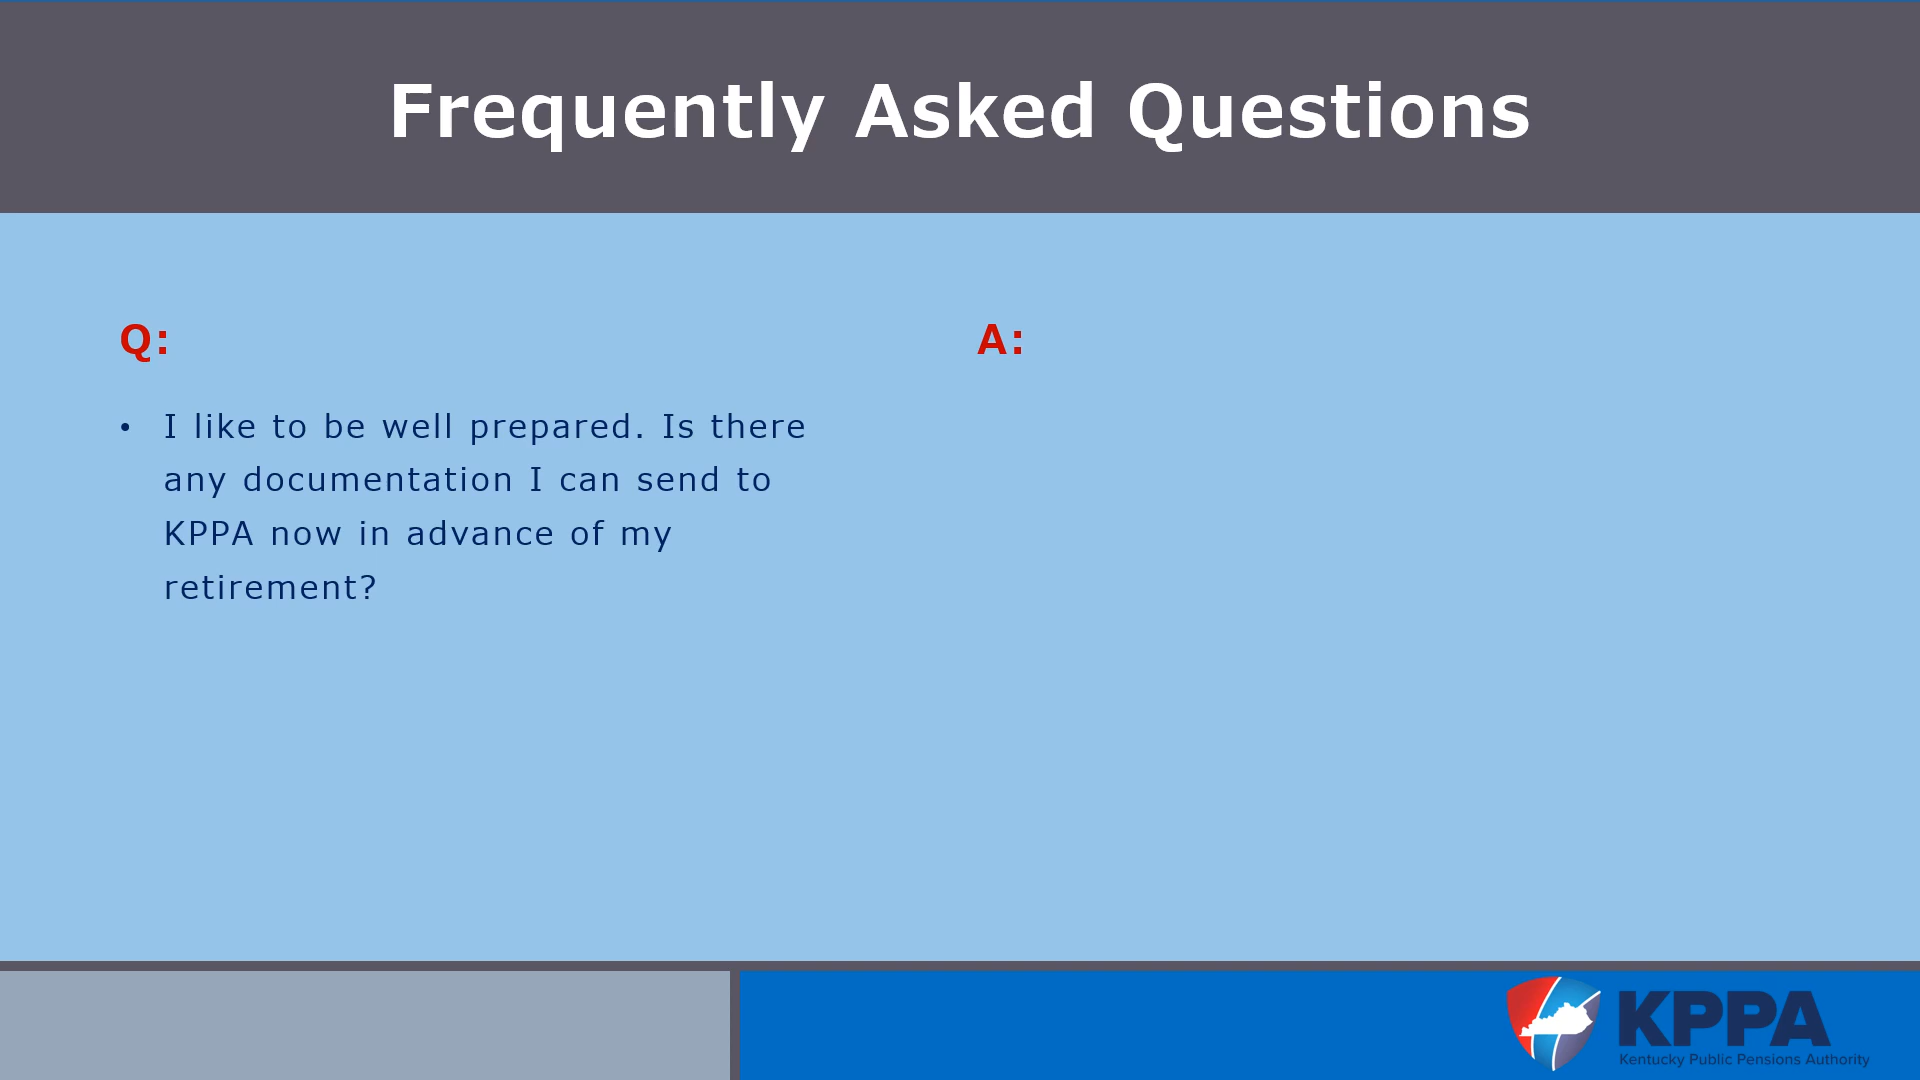 Frequently Asked Questions
Q:
• I like to be well prepared. Is there
any documentation I can send to
KPPA now in advance of my
retirement?
A:
KPPA
Kentucky Public Pensions Authority